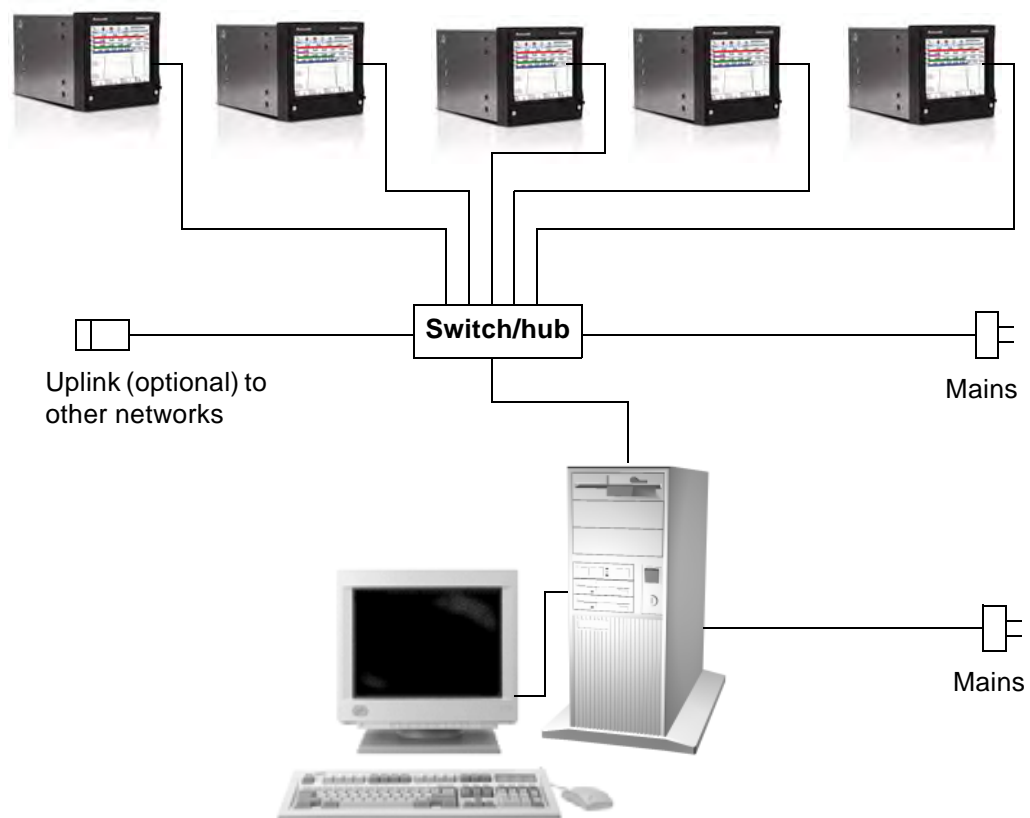 Switch/hub
Uplink (optional) to
other networks
Mains
Mains